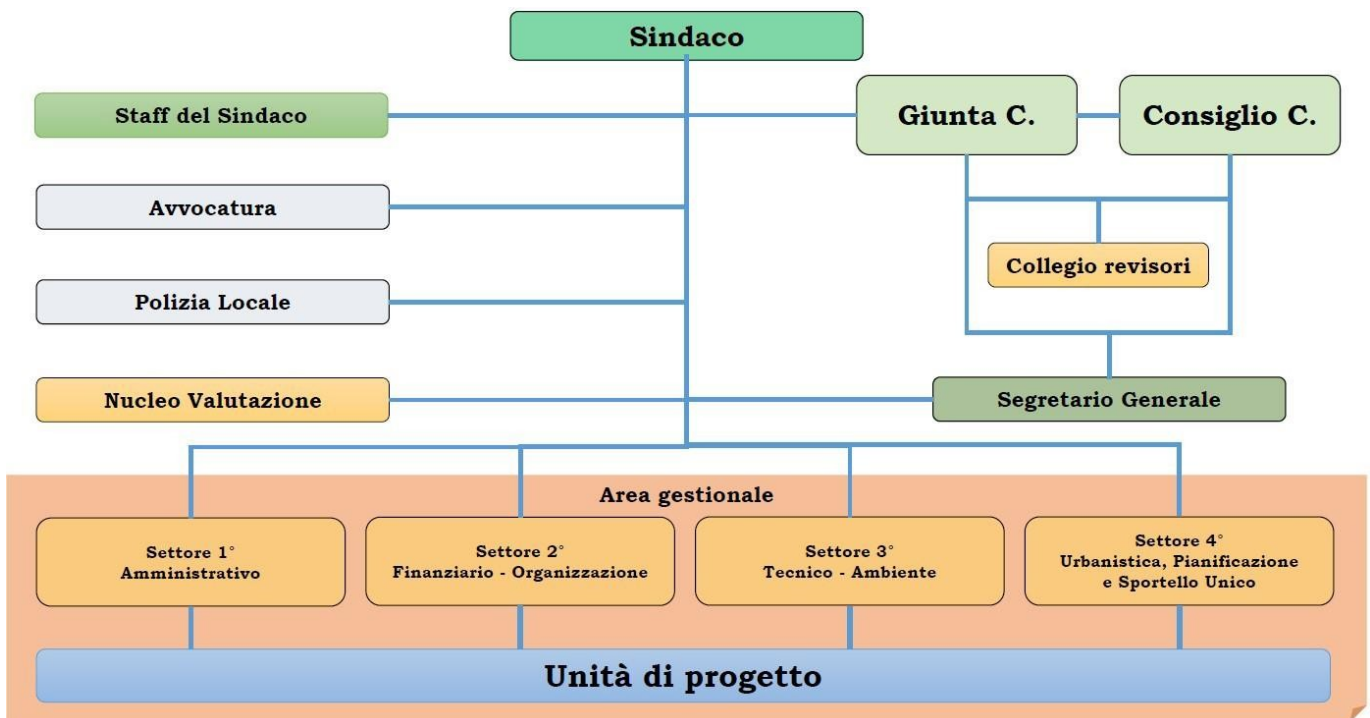 Sindaco
Staff del Sindaco
Giunta C.
Consiglio C.
Avvocatura
Collegio revisori
Polizia Locale
Nucleo Valutazione
Segretario Generale
Area gestionale
Settore 1°
Amministrativo
Settore 2°
Finanziario - Organizzazione
Settore 3°
Tecnico - Ambiente
Settore 4°
Urbanistica, Pianificazione
e Sportello Unico
Unità di progetto